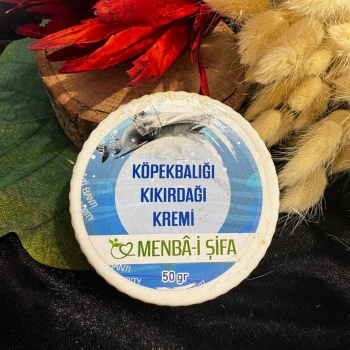 KÖPEKBALIĞI
KIKIRDAĞI
KREMİ
MENBÂ-İ ŞİFA
50 gr